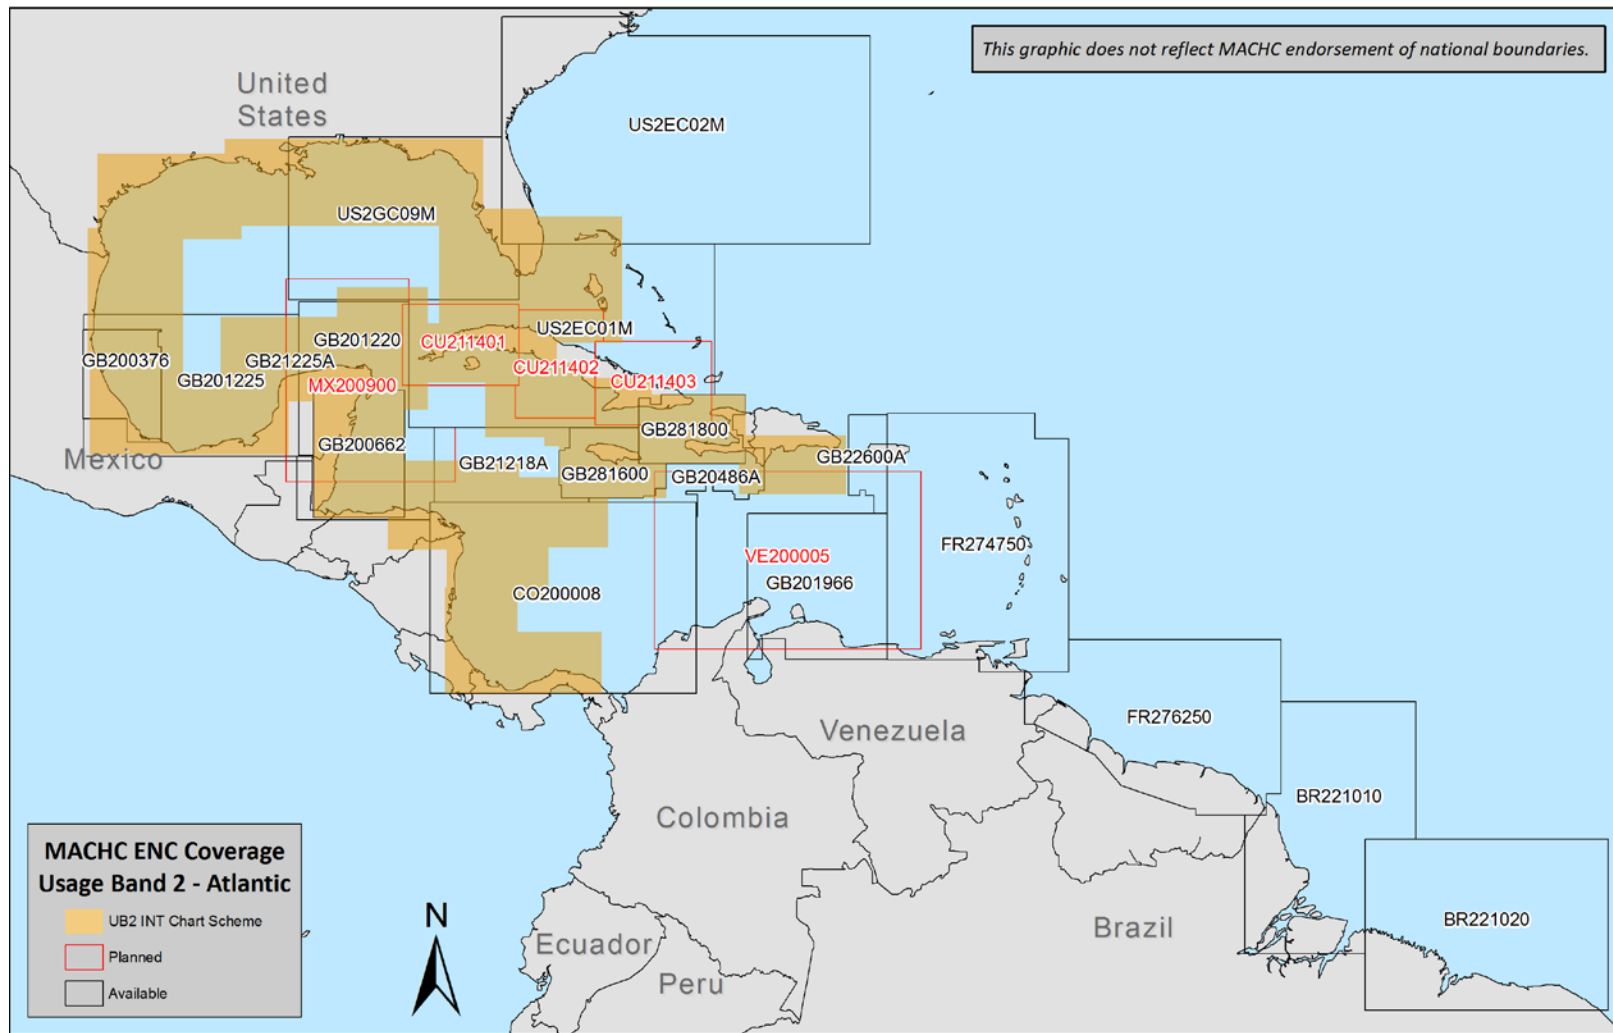 This graphic does not reflect MACHC endorsement of national boundaries.
United
States
US2EC02M
US2GC09M
US2EC01M
GB201220
CU211401
GB200376
GB21225A
CU211402
GB201225
MX200900
CU211403
GB281800
GB200662
Mexico
GB21218A
GB281600
GB20486A
GB22600A
FR274750
VE200005
GB201966
CO200008
FR276250
Venezuela
BR221010
Colombia
BR221020
Brazil
Ecuador
Peru
N
MACHC ENC Coverage
Usage Band 2 - Atlantic
UB2 INT Chart Scheme
Planned
Available